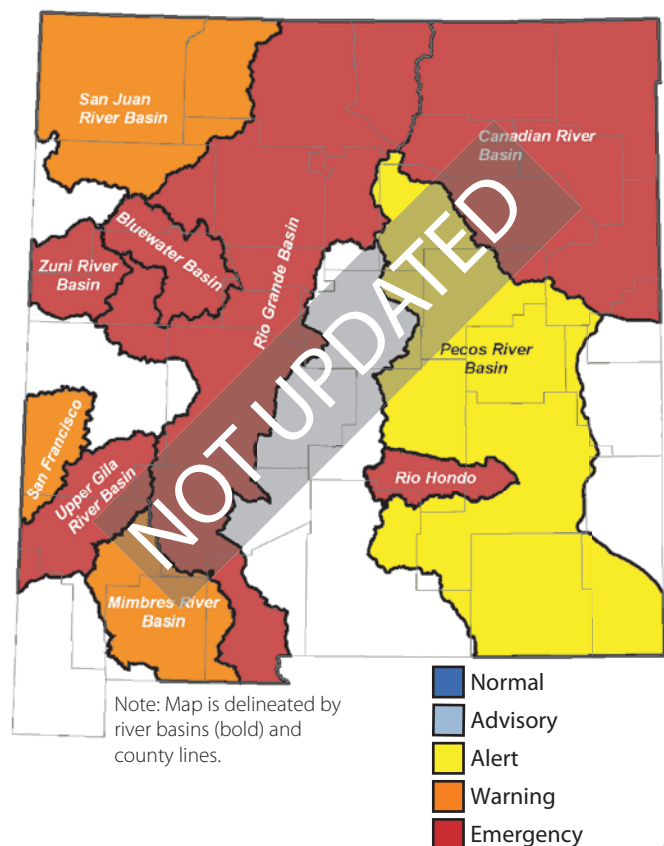 San Juan
River Basin
Canadian River
Basin
Bluewater Basin
Zuni River
Basin
Rio Grande Basin
NOT UPDATED
Pecos River
Basin
San Francisco
Upper Gila
River Basin
Rio Hondo
Mimbres River
Basin
Note: Map is delineated by
river basins (bold) and
county lines.
Normal
Advisory
Alert
Warning
Emergency